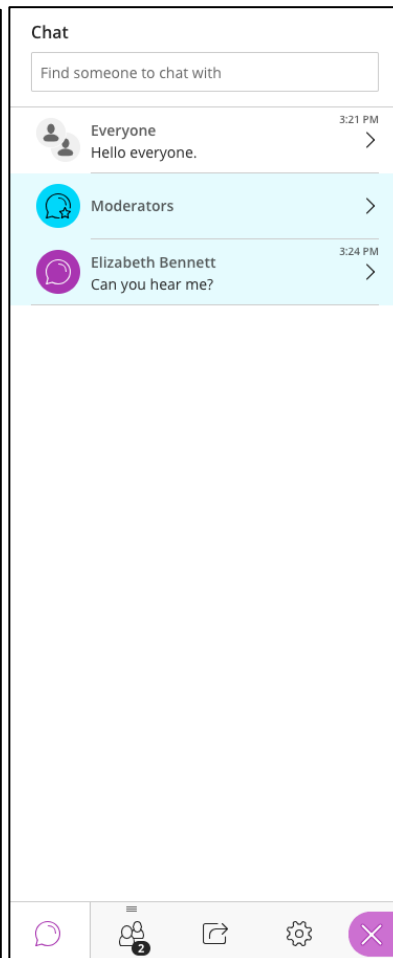 Chat
Find someone to chat with
3:21 PM
Everyone
Hello everyone.
Moderators
3:24 PM
Elizabeth Bennett
Can you hear me?
2